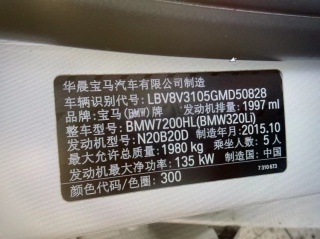 华晨宝马汽车有限公司制造
车辆识别代号: LBV8V3105GMD50828
品牌: 宝马(BMW)牌 发动机排量: 1997 ml
整车型号: BMW7200HL(BMW320Li)
发动机型号: N20B20D 制造年月: 2015.10
最大允许总质量: 1980 kg 乘坐人数: 5 人
发动机最大净功率: 135 kW 制造国: 中国
颜色代码/色圈: 300
7 310 673